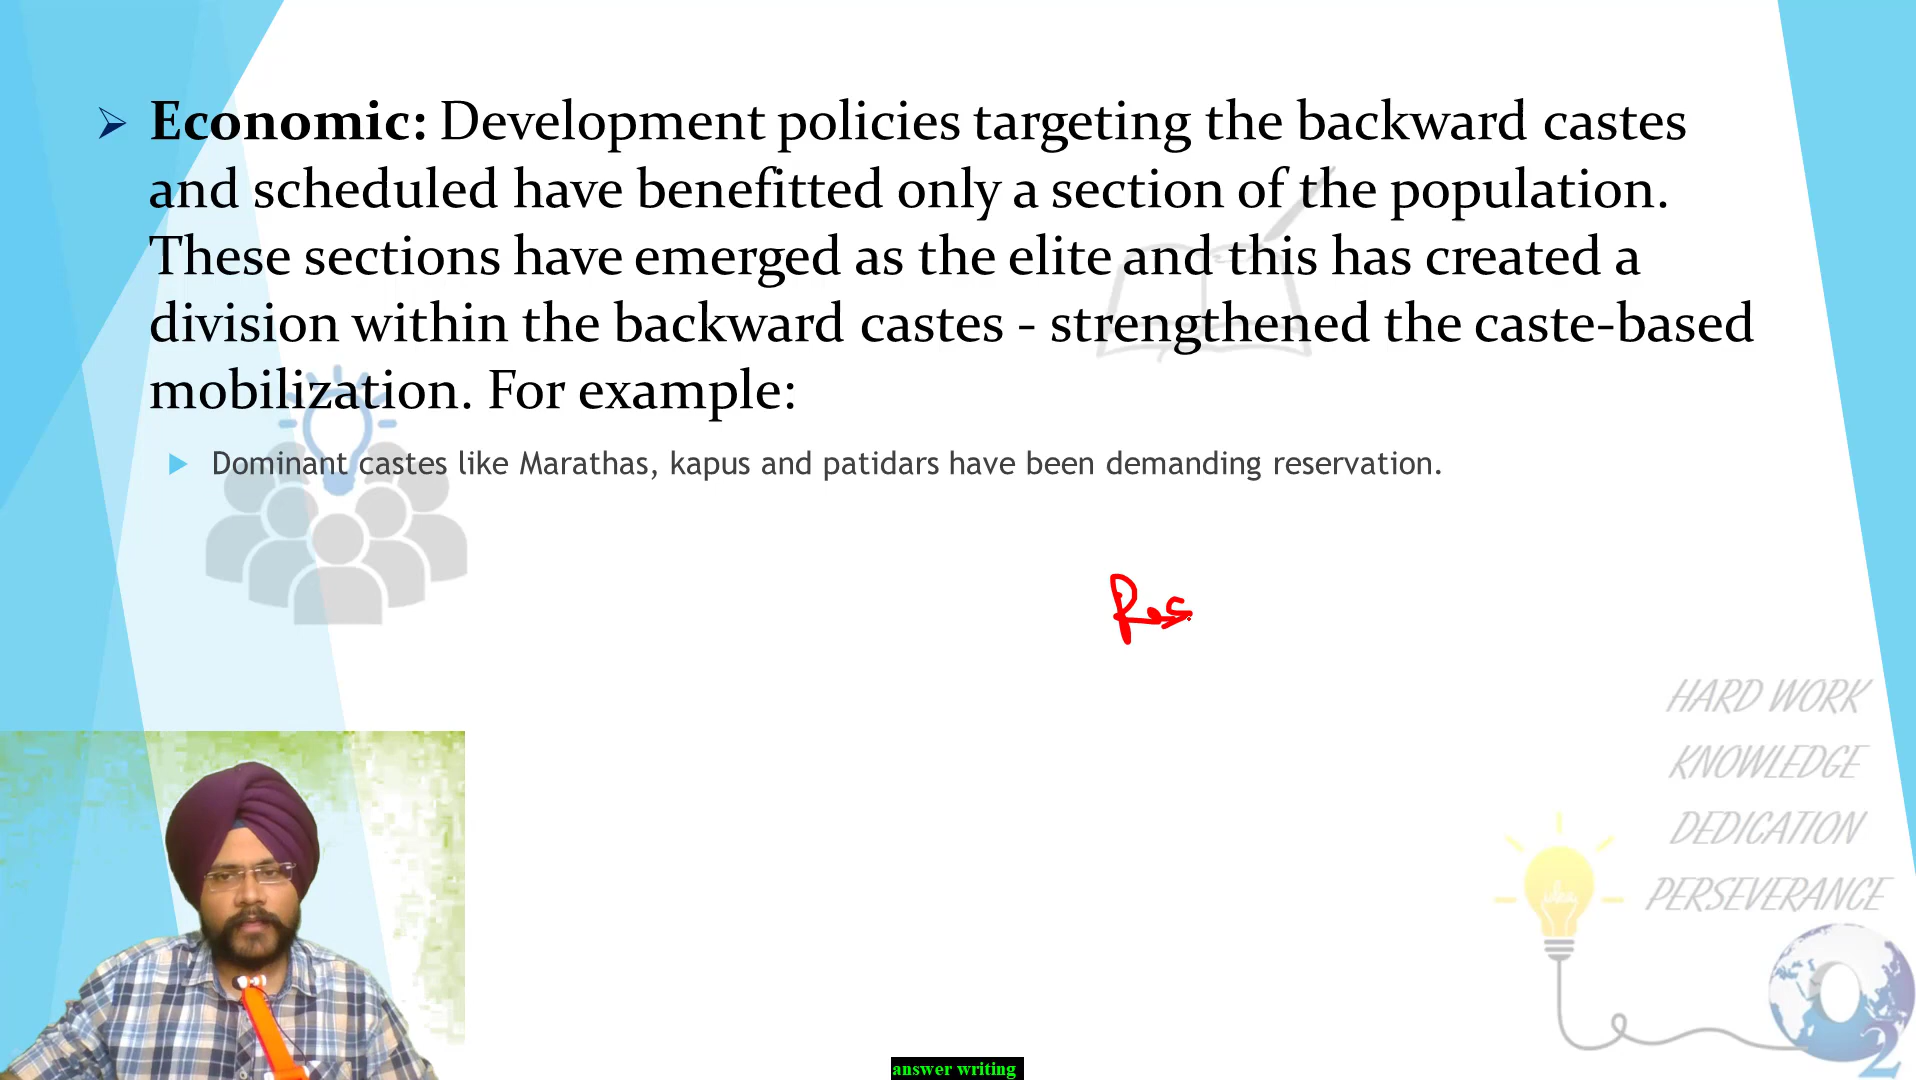 Economic: Development policies targeting the backward castes
and scheduled have benefitted only a section of the population.
These sections have emerged as the elite and this has created a
division within the backward castes - strengthened the caste-based
mobilization. For example:
Dominant castes like Marathas, kapus and patidars have been demanding reservation.
Res
HARD WORK
KNOWLEDGE
DEDICATION
PERSEVERANCE
idea
O2
answer writing